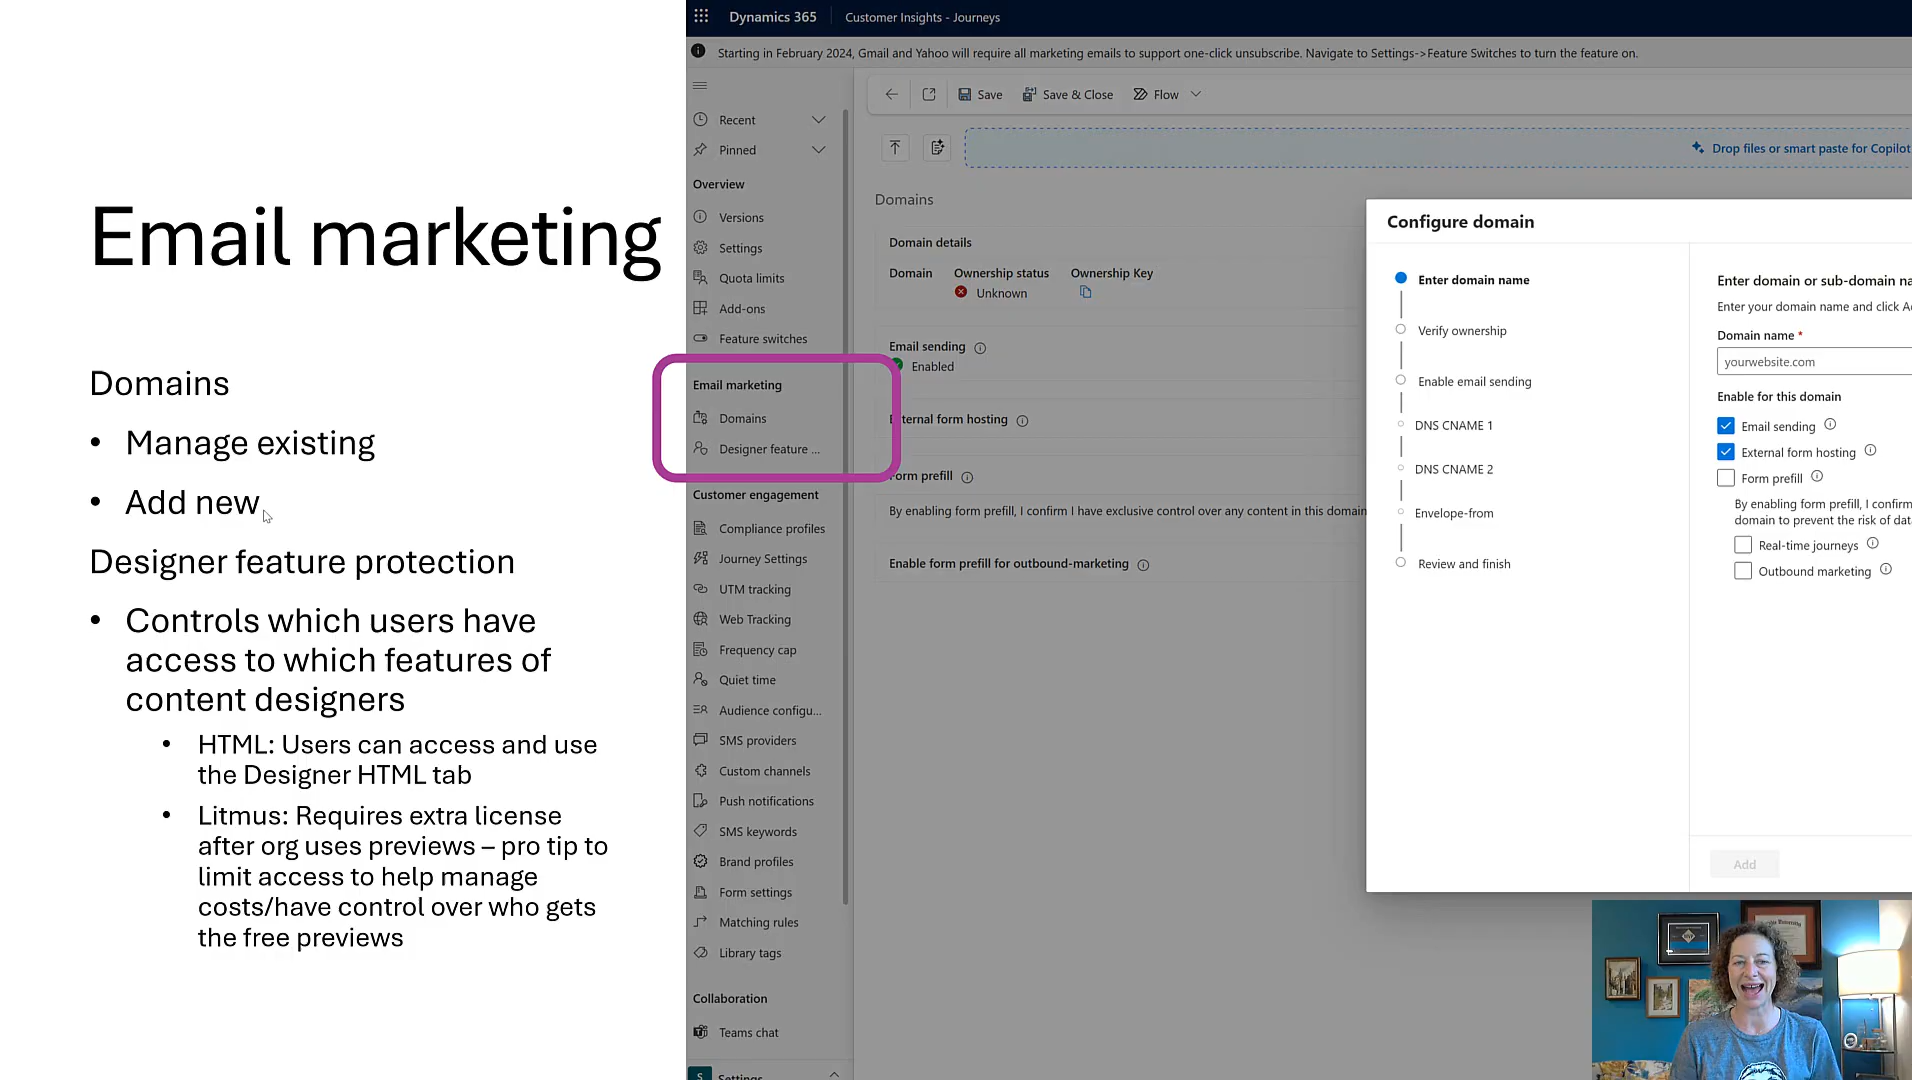 Email marketing
Domains
• Manage existing
• Add new
Designer feature protection
• Controls which users have
access to which features of
content designers
• HTML: Users can access and use
the Designer HTML tab
• Litmus: Requires extra license
after org uses previews – pro tip to
limit access to help manage
costs/have control over who gets
the free previews
Dynamics 365
Customer Insights - Journeys
Starting in February 2024, Gmail and Yahoo will require all marketing emails to support one-click unsubscribe. Navigate to Settings->Feature Switches to turn the feature on.
Recent
Pinned
Overview
Versions
Settings
Quota limits
Add-ons
Feature switches
Email marketing
Domains
Designer feature ...
Customer engagement
Compliance profiles
Journey Settings
UTM tracking
Web Tracking
Frequency cap
Quiet time
Audience configu...
SMS providers
Custom channels
Push notifications
SMS keywords
Brand profiles
Form settings
Matching rules
Library tags
Collaboration
Teams chat
S Settings
Save
Save & Close
Flow
Drop files or smart paste for Copilot
Domains
Domain details
Domain Ownership status Ownership Key
Unknown
Email sending
Enabled
ternal form hosting
orm prefill
By enabling form prefill, I confirm I have exclusive control over any content in this domain
Enable form prefill for outbound-marketing
Configure domain
Enter domain name
Verify ownership
Enable email sending
DNS CNAME 1
DNS CNAME 2
Envelope-from
Review and finish
Enter domain or sub-domain na
Enter your domain name and click A
Domain name *
yourwebsite.com
Enable for this domain
Email sending
External form hosting
Form prefill
By enabling form prefill, I confirm
domain to prevent the risk of dat
Real-time journeys
Outbound marketing
Add